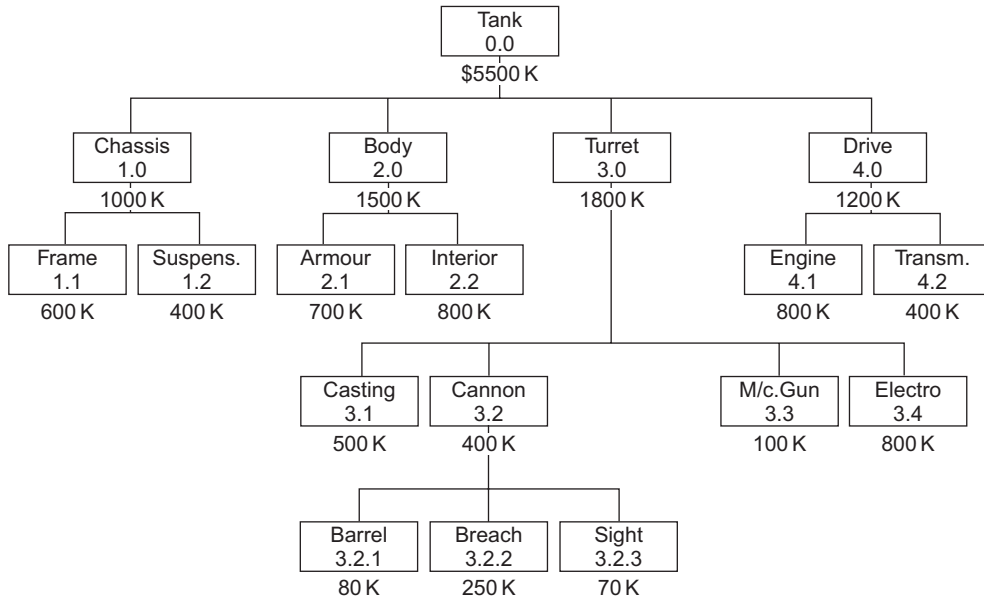 Tank
0.0
$5500 K
Chassis
1.0
1000 K
Body
2.0
1500 K
Turret
3.0
1800 K
Drive
4.0
1200 K
Frame
1.1
600 K
Suspens.
1.2
400 K
Armour
2.1
700 K
Interior
2.2
800 K
Engine
4.1
800 K
Transm.
4.2
400 K
Casting
3.1
500 K
Cannon
3.2
400 K
M/c.Gun
3.3
100 K
Electro
3.4
800 K
Barrel
3.2.1
80 K
Breach
3.2.2
250 K
Sight
3.2.3
70 K